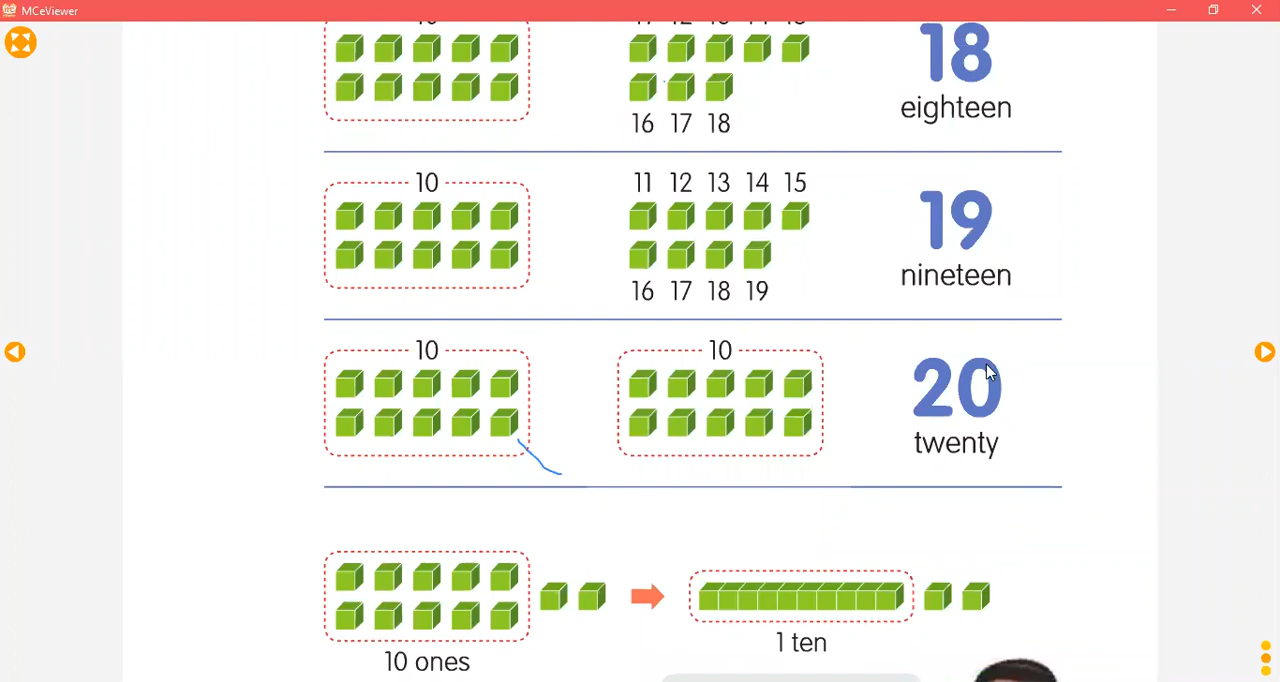 MCeViewer
18
eighteen
16 17 18
10
11 12 13 14 15
19
nineteen
16 17 18 19
10
10
20
twenty
10 ones
1 ten